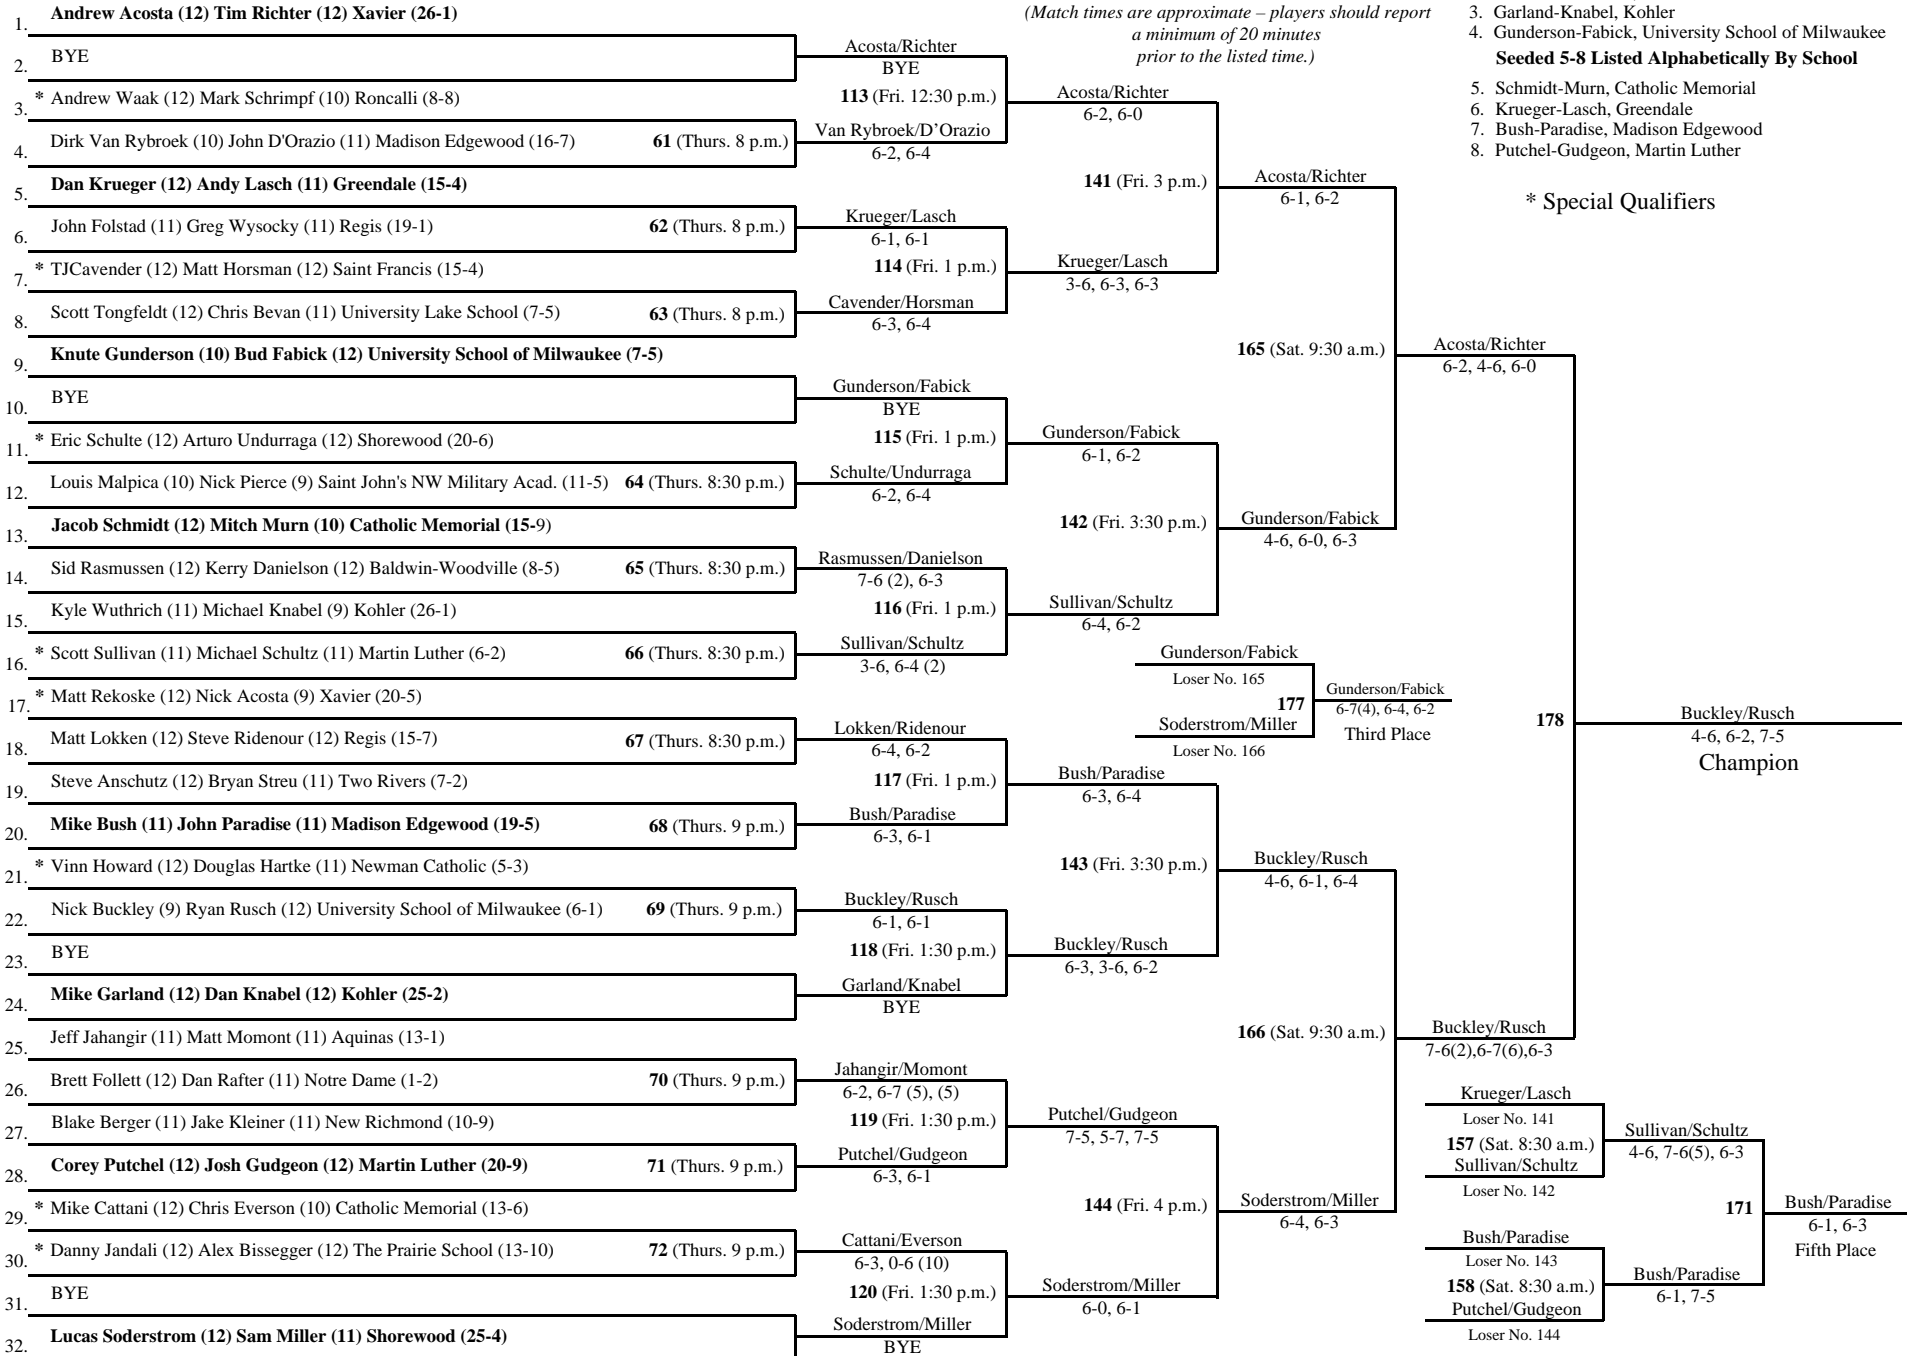 Andrew Acosta (12) Tim Richter (12) Xavier (26-1)
1.
BYE
2.
* Andrew Waak (12) Mark Schrimpf (10) Roncalli (8-8)
3.
Dirk Van Rybroek (10) John D'Orazio (11) Madison Edgewood (16-7) 61 (Thurs. 8 p.m.)
4.
Dan Krueger (12) Andy Lasch (11) Greendale (15-4)
5.
John Folstad (11) Greg Wysocky (11) Regis (19-1) 62 (Thurs. 8 p.m.)
6.
* TJCavender (12) Matt Horsman (12) Saint Francis (15-4)
7.
Scott Tongfeldt (12) Chris Bevan (11) University Lake School (7-5) 63 (Thurs. 8 p.m.)
8.
Knute Gunderson (10) Bud Fabick (12) University School of Milwaukee (7-5)
9.
BYE
10.
* Eric Schulte (12) Arturo Undurraga (12) Shorewood (20-6)
11.
Louis Malpica (10) Nick Pierce (9) Saint John's NW Military Acad. (11-5) 64 (Thurs. 8:30 p.m.)
12.
Jacob Schmidt (12) Mitch Murn (10) Catholic Memorial (15-9)
13.
Sid Rasmussen (12) Kerry Danielson (12) Baldwin-Woodville (8-5) 65 (Thurs. 8:30 p.m.)
14.
Kyle Wuthrich (11) Michael Knabel (9) Kohler (26-1)
15.
* Scott Sullivan (11) Michael Schultz (11) Martin Luther (6-2) 66 (Thurs. 8:30 p.m.)
16.
* Matt Rekoske (12) Nick Acosta (9) Xavier (20-5)
17.
Matt Lokken (12) Steve Ridenour (12) Regis (15-7) 67 (Thurs. 8:30 p.m.)
18.
Steve Anschutz (12) Bryan Streu (11) Two Rivers (7-2)
19.
Mike Bush (11) John Paradise (11) Madison Edgewood (19-5) 68 (Thurs. 9 p.m.)
20.
* Vinn Howard (12) Douglas Hartke (11) Newman Catholic (5-3)
21.
Nick Buckley (9) Ryan Rusch (12) University School of Milwaukee (6-1) 69 (Thurs. 9 p.m.)
22.
BYE
23.
Mike Garland (12) Dan Knabel (12) Kohler (25-2)
24.
Jeff Jahangir (11) Matt Momont (11) Aquinas (13-1)
25.
Brett Follett (12) Dan Rafter (11) Notre Dame (1-2) 70 (Thurs. 9 p.m.)
26.
Blake Berger (11) Jake Kleiner (11) New Richmond (10-9)
27.
Corey Putchel (12) Josh Gudgeon (12) Martin Luther (20-9) 71 (Thurs. 9 p.m.)
28.
* Mike Cattani (12) Chris Everson (10) Catholic Memorial (13-6)
29.
* Danny Jandali (12) Alex Bissegger (12) The Prairie School (13-10) 72 (Thurs. 9 p.m.)
30.
BYE
31.
Lucas Soderstrom (12) Sam Miller (11) Shorewood (25-4)
32.
Acosta/Richter
BYE
113 (Fri. 12:30 p.m.)
Van Rybroek/D’Orazio
6-2, 6-4
Krueger/Lasch
6-1, 6-1
114 (Fri. 1 p.m.)
Cavender/Horsman
6-3, 6-4
Gunderson/Fabick
BYE
115 (Fri. 1 p.m.)
Schulte/Undurraga
6-2, 6-4
Rasmussen/Danielson
7-6 (2), 6-3
116 (Fri. 1 p.m.)
Sullivan/Schultz
3-6, 6-4 (2)
Lokken/Ridenour
6-4, 6-2
117 (Fri. 1 p.m.)
Bush/Paradise
6-3, 6-1
Buckley/Rusch
6-1, 6-1
118 (Fri. 1:30 p.m.)
Garland/Knabel
BYE
Jahangir/Momont
6-2, 6-7 (5), (5)
119 (Fri. 1:30 p.m.)
Putchel/Gudgeon
6-3, 6-1
Cattani/Everson
6-3, 0-6 (10)
120 (Fri. 1:30 p.m.)
Soderstrom/Miller
BYE
(Match times are approximate – players should report
a minimum of 20 minutes
prior to the listed time.)
Acosta/Richter
6-2, 6-0
141 (Fri. 3 p.m.)
Krueger/Lasch
3-6, 6-3, 6-3
Gunderson/Fabick
6-1, 6-2
142 (Fri. 3:30 p.m.)
Sullivan/Schultz
6-4, 6-2
Bush/Paradise
6-3, 6-4
143 (Fri. 3:30 p.m.)
Buckley/Rusch
6-3, 3-6, 6-2
Putchel/Gudgeon
7-5, 5-7, 7-5
144 (Fri. 4 p.m.)
Soderstrom/Miller
6-0, 6-1
Acosta/Richter
6-1, 6-2
165 (Sat. 9:30 a.m.)
Gunderson/Fabick
4-6, 6-0, 6-3
Buckley/Rusch
4-6, 6-1, 6-4
166 (Sat. 9:30 a.m.)
Soderstrom/Miller
6-4, 6-3
Gunderson/Fabick
Loser No. 165
177
Soderstrom/Miller
Loser No. 166
Gunderson/Fabick
6-7(4), 6-4, 6-2
Third Place
3. Garland-Knabel, Kohler
4. Gunderson-Fabick, University School of Milwaukee
Seeded 5-8 Listed Alphabetically By School
5. Schmidt-Murn, Catholic Memorial
6. Krueger-Lasch, Greendale
7. Bush-Paradise, Madison Edgewood
8. Putchel-Gudgeon, Martin Luther
* Special Qualifiers
Acosta/Richter
6-2, 4-6, 6-0
178
Buckley/Rusch
7-6(2),6-7(6),6-3
Buckley/Rusch
4-6, 6-2, 7-5
Champion
Krueger/Lasch
Loser No. 141
157 (Sat. 8:30 a.m.)
Sullivan/Schultz
Loser No. 142
Sullivan/Schultz
4-6, 7-6(5), 6-3
171
Bush/Paradise
Loser No. 143
158 (Sat. 8:30 a.m.)
Putchel/Gudgeon
Loser No. 144
Bush/Paradise
6-1, 7-5
Bush/Paradise
6-1, 6-3
Fifth Place